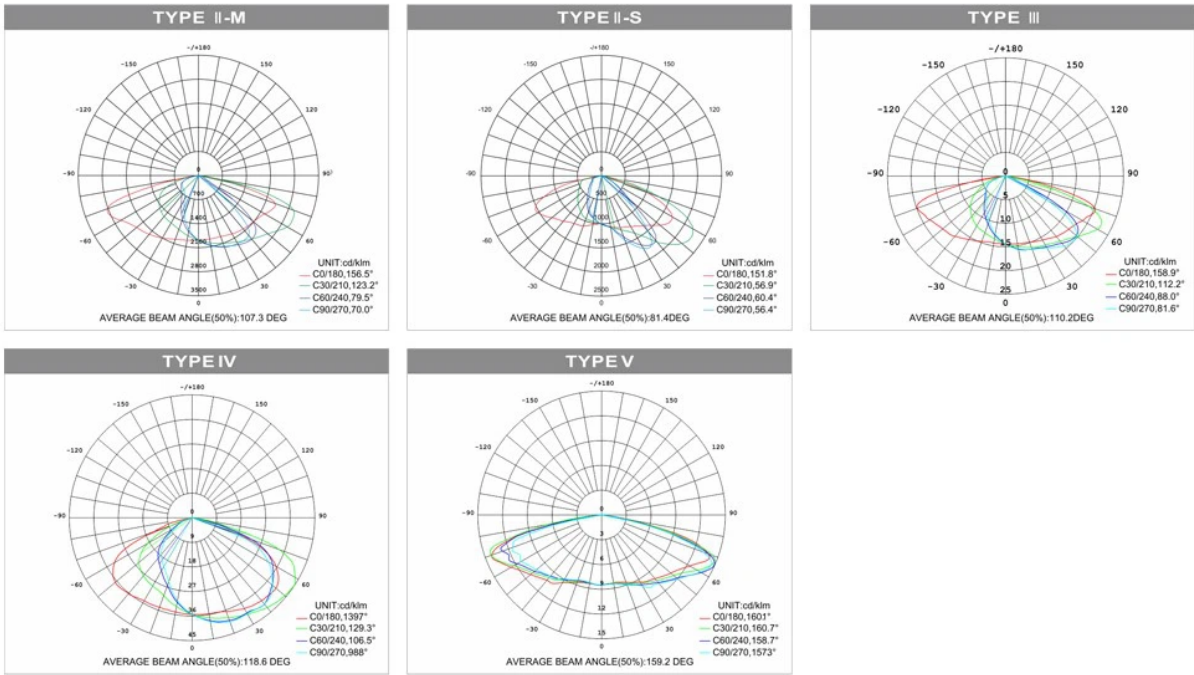 TYPE Ⅱ-M
-/+180
-150 150
-120 120
-90 90
0
700
1400
2100
2800
3500
-60 60
-30 30
0
UNIT:cd/klm
C0/180,156.5°
C30/210,123.2°
C60/240,79.5°
C90/270,70.0°
AVERAGE BEAM ANGLE(50%):107.3 DEG
TYPE Ⅱ-S
-/+180
-150 150
-120 120
-90 90
0
500
1000
1500
2000
2500
-60 60
-30 30
0
UNIT:cd/klm
C0/180,151.8°
C30/210,56.9°
C60/240,60.4°
C90/270,56.4°
AVERAGE BEAM ANGLE(50%):81.4DEG
TYPE Ⅲ
-/+180
-150 150
-120 120
-90 90
0
5
10
15
20
25
-60 60
-30 30
0
UNIT:cd/klm
C0/180,158.9°
C30/210,112.2°
C60/240,88.0°
C90/270,81.6°
AVERAGE BEAM ANGLE(50%):110.2DEG
TYPE IV
-/+180
-150 150
-120 120
-90 90
0
9
18
27
36
45
-60 60
-30 30
0
UNIT:cd/klm
C0/180,1397°
C30/210,129.3°
C60/240,106.5°
C90/270,988°
AVERAGE BEAM ANGLE(50%):118.6 DEG
TYPE V
-/+180
-150 150
-120 120
-90 90
0
3
6
9
12
15
-60 60
-30 30
0
UNIT:cd/klm
C0/180,1601°
C30/210,160.7°
C60/240,158.7°
C90/270,1573°
AVERAGE BEAM ANGLE(50%):159.2 DEG